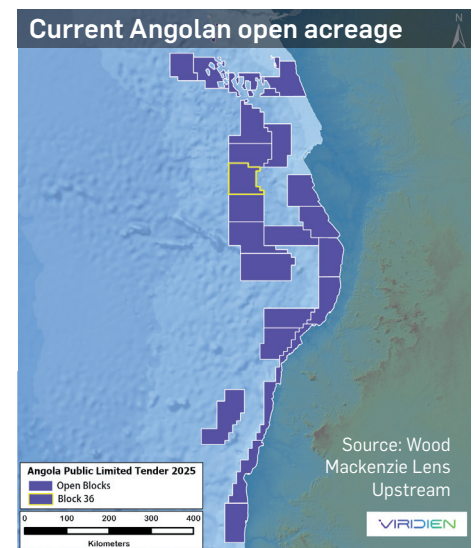 Current Angolan open acreage
N
Source: Wood
Mackenzie Lens
Upstream
Angola Public Limited Tender 2025
Open Blocks
Block 36
0 100 200 300 400
Kilometers
VIRIDIEN